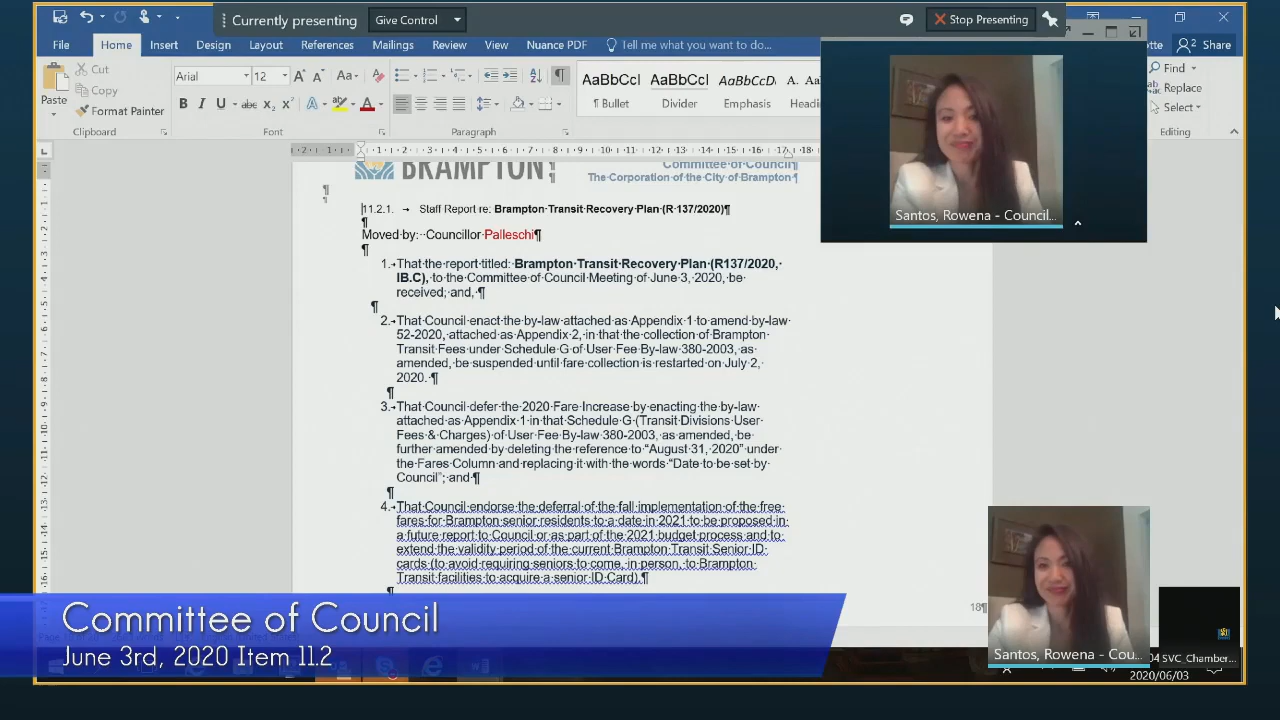 Currently presenting
Give Control
Stop Presenting
File
Home
Insert
Design
Layout
References
Mailings
Review
View
Nuance PDF
Tell me what you want to do...
Share
Paste
Cut
Copy
Format Painter
Clipboard
Arial
12
Font
Paragraph
AaBbCcI
¶ Bullet
AaBbCcI
Divider
AaBbCcDı
Emphasis
Headi
Find
Replace
Select
Editing
BRAMPTON
Committee of Council
The Corporation of the City of Brampton
11.2.1. → Staff Report re: Brampton Transit Recovery Plan (R 137/2020)¶
Moved by: Councillor Palleschi¶
1. That the report titled: Brampton Transit Recovery Plan (R137/2020,
IB.C), to the Committee of Council Meeting of June 3, 2020, be
received; and, ¶
2. That Council enact the by-law attached as Appendix 1 to amend by-law
52-2020, attached as Appendix 2, in that the collection of Brampton
Transit Fees under Schedule G of User Fee By-law 380-2003, as
amended, be suspended until fare collection is restarted on July 2,
2020. ¶
3. That Council defer the 2020 Fare Increase by enacting the by-law
attached as Appendix 1 in that Schedule G (Transit Divisions User
Fees & Charges) of User Fee By-law 380-2003, as amended, be
further amended by deleting the reference to “August 31, 2020” under
the Fares Column and replacing it with the words “Date to be set by
Council”; and ¶
4. That Council endorse the deferral of the fall implementation of the free
fares for Brampton senior residents to a date in 2021 to be proposed in
a future report to Council or as part of the 2021 budget process and to
extend the validity period of the current Brampton Transit Senior ID
cards (to avoid requiring seniors to come, in person, to Brampton
Transit facilities to acquire a senior ID Card).¶
18¶
Santos, Rowena - Council...
Santos, Rowena - Cou...
04 SVC_Chamber...
2020/06/03
Committee of Council
June 3rd, 2020 Item 11.2